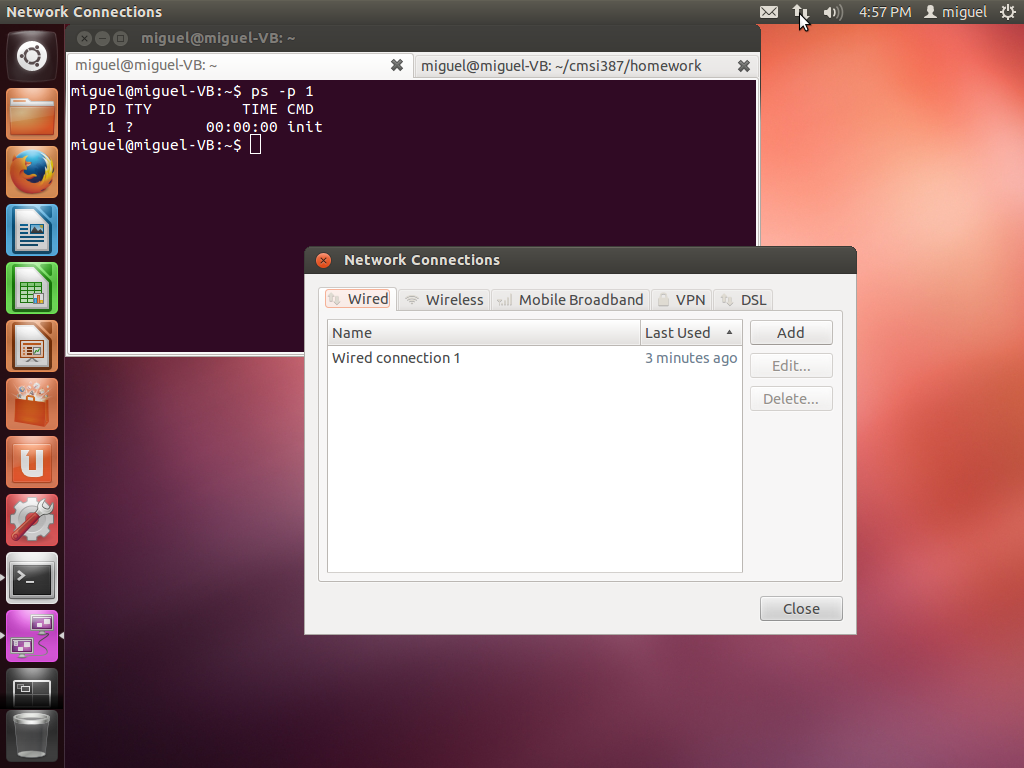 Network Connections
4:57 PM miguel
miguel@miguel-VB: ~
miguel@miguel-VB: ~
miguel@miguel-VB: ~/cmsi387/homework
miguel@miguel-VB:~$ ps -p 1
PID TTY TIME CMD
1 ? 00:00:00 init
miguel@miguel-VB:~$
Network Connections
Wired
Wireless
Mobile Broadband
VPN
DSL
Name
Last Used
Add
Wired connection 1
3 minutes ago
Edit...
Delete...
Close